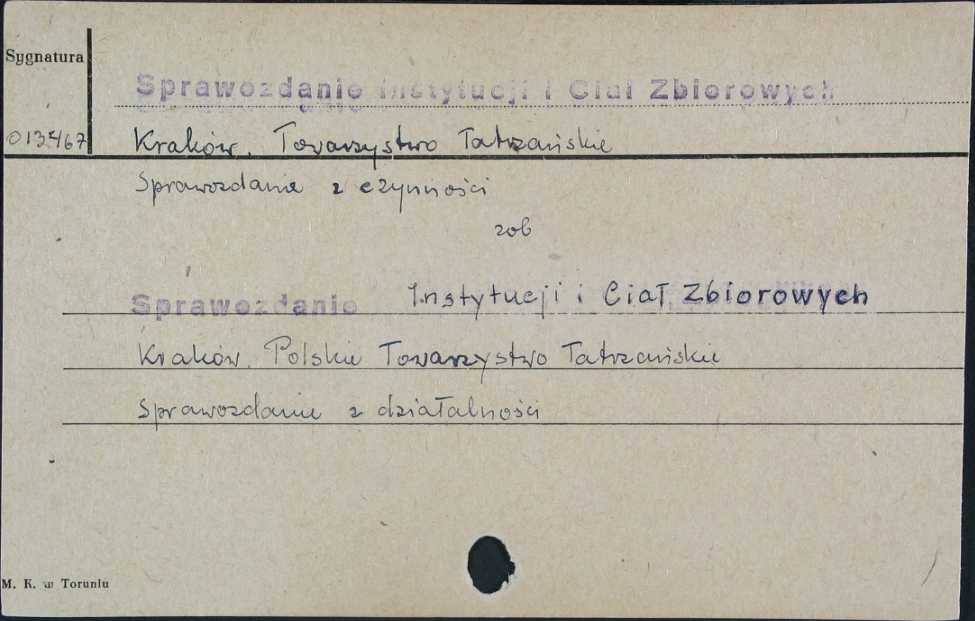 Sygnatura
Sprawozdanie Instytucji i Ciał Zbiorowych
013467
Kraków. Towarzystwo Tatrzańskie
Sprawozdanie z czynności
zob
Sprawozdanie Instytucji i Ciał Zbiorowych
Kraków. Polskie Towarzystwo Tatrzańskie
Sprawozdanie z działalności
M. K. w Toruniu